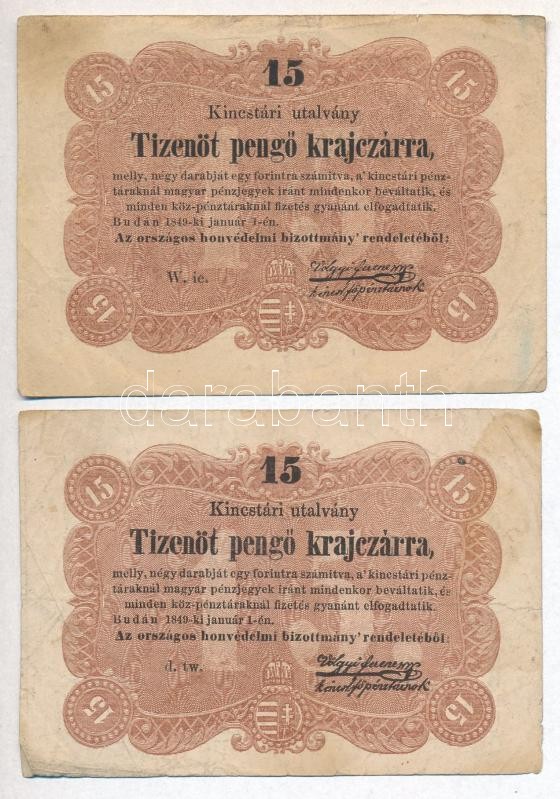 15
15 15
Kincstári utalvány
Tizenöt pengő krajczárra,
melly, négy darabját egy forintra számítva, a' kincstári pénz-
táraknál magyar pénzjegyek iránt mindenkor beváltatik, és
minden köz-pénztáraknál fizetés gyanánt elfogadtatik.
Budán 1849-ki január 1-én.
Az országos honvédelmi bizottmány' rendeletéből:
W. ic.
15 15
darabanth
15
15 15
Kincstári utalvány
Tizenöt pengő krajczárra,
melly, négy darabját egy forintra számítva, a' kincstári pénz-
táraknál magyar pénzjegyek iránt mindenkor beváltatik, és
minden köz-pénztáraknál fizetés gyanánt elfogadtatik.
Budán 1849-ki január 1-én.
Az országos honvédelmi bizottmány' rendeletéből:
d. tw.
15 15